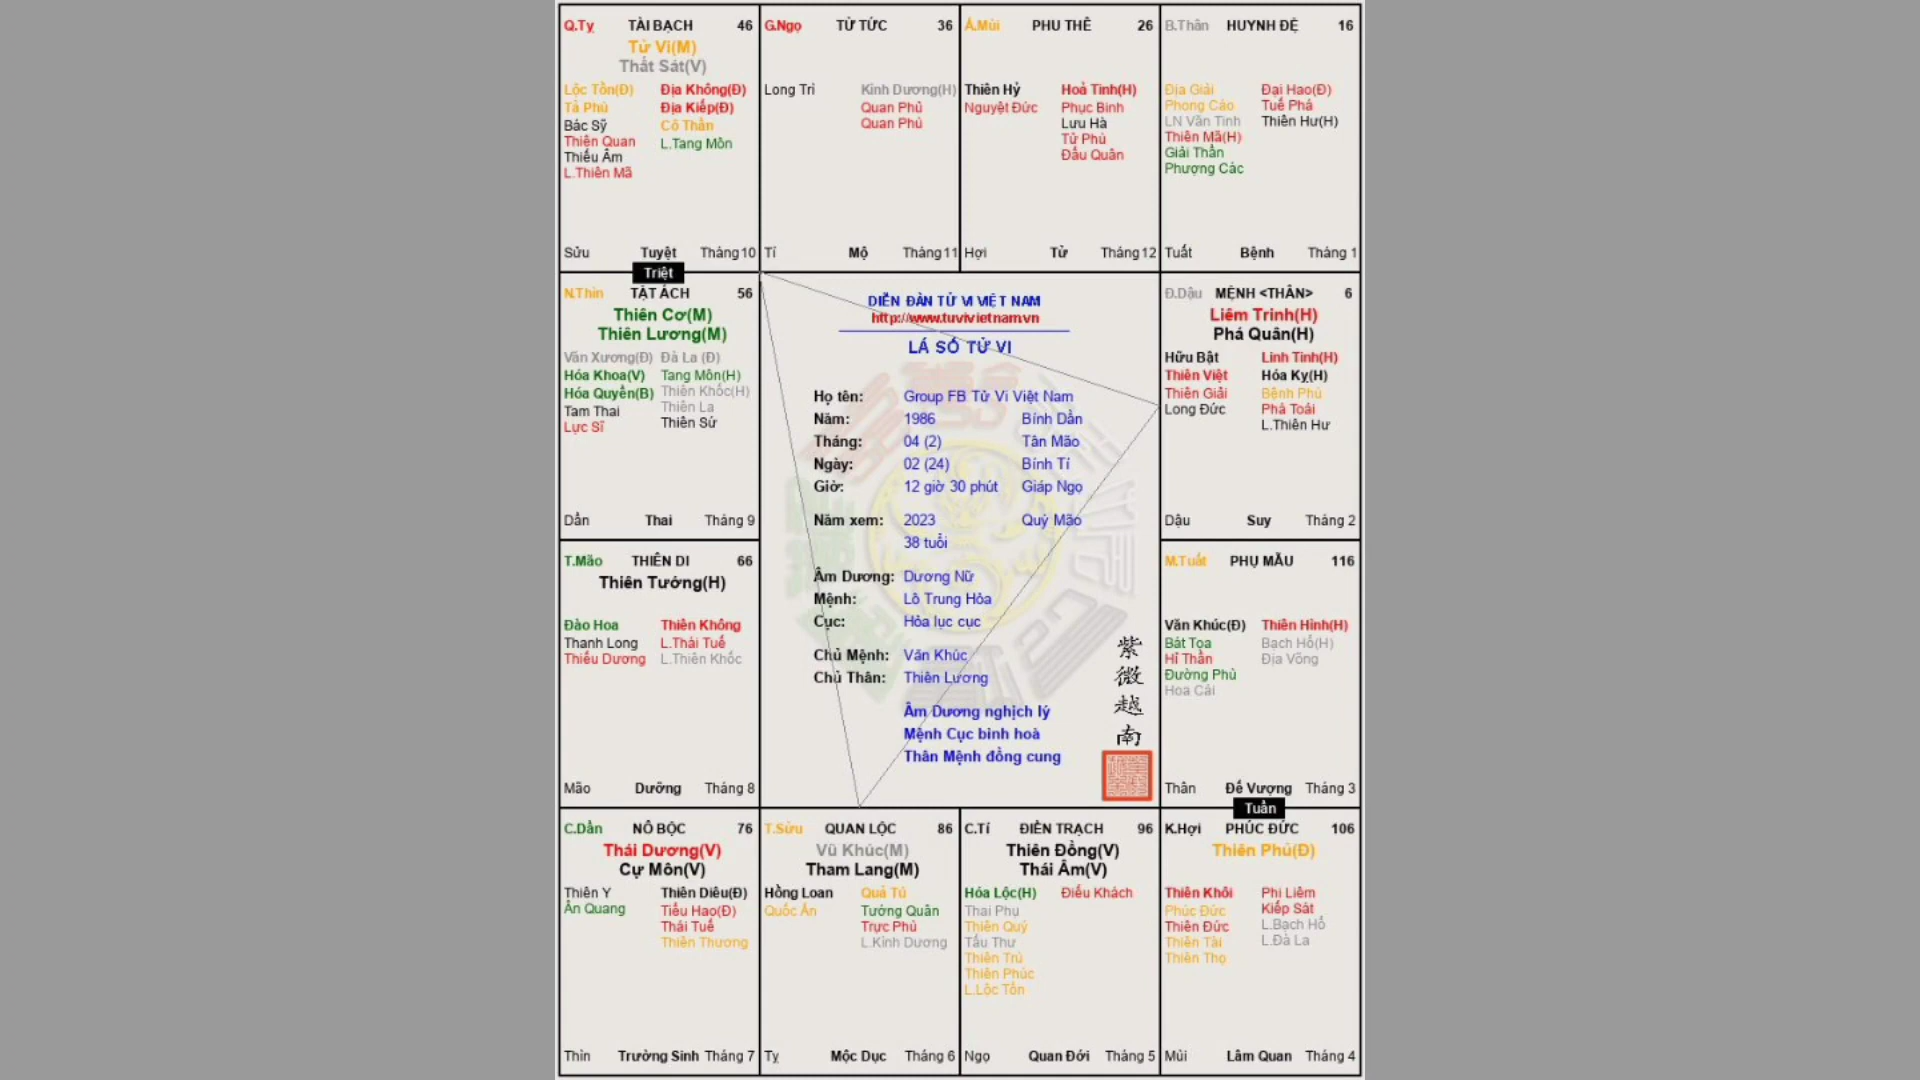 Q.Tỵ TÀI BẠCH 46
Tử Vi(M)
Thất Sát(V)
Lộc Tồn(Đ) Địa Không(Đ)
Tả Phù Địa Kiếp(Đ)
Bác Sỹ Cô Thần
Thiên Quan L.Tang Môn
Thiếu Âm
L.Thiên Mã
Sửu Tuyệt Tháng 10
G.Ngọ TỬ TỨC 36
Long Trì Kình Dương(H)
Quan Phủ
Quan Phù
Tí Mộ Tháng 11
Ấ.Mùi PHU THÊ 26
Thiên Hỷ Hoả Tinh(H)
Nguyệt Đức Phục Binh
Lưu Hà
Tử Phù
Đẩu Quân
Hợi Tử Tháng 12
B.Thân HUYNH ĐỆ 16
Địa Giải Đại Hao(Đ)
Phong Cáo Tuế Phá
LN Văn Tinh Thiên Hư(H)
Thiên Mã(H)
Giải Thần
Phượng Các
Tuất Bệnh Tháng 1
Triệt
N.Thìn TẬT ÁCH 56
Thiên Cơ(M)
Thiên Lương(M)
Văn Xương(Đ) Đà La (Đ)
Hóa Khoa(V) Tang Môn(H)
Hóa Quyền(B) Thiên Khốc(H)
Tam Thai Thiên La
Lực Sĩ Thiên Sứ
Dần Thai Tháng 9
DIỄN ĐÀN TỬ VI VIỆT NAM
http://www.tuvivietnam.vn
LÁ SỐ TỬ VI
Họ tên: Group FB Tử Vi Việt Nam
Năm: 1986 Bính Dần
Tháng: 04 (2) Tân Mão
Ngày: 02 (24) Bính Tí
Giờ: 12 giờ 30 phút Giáp Ngọ
Năm xem: 2023 Quý Mão
38 tuổi
Âm Dương: Dương Nữ
Mệnh: Lô Trung Hỏa
Cục: Hỏa lục cục
Chủ Mệnh: Văn Khúc
Chủ Thân: Thiên Lương
Âm Dương nghịch lý
Mệnh Cục bình hoà
Thân Mệnh đồng cung
紫
微
越
南
Đ.Dậu MỆNH <THÂN> 6
Liêm Trinh(H)
Phá Quân(H)
Hữu Bật Linh Tinh(H)
Thiên Việt Hóa Kỵ(H)
Thiên Giải Bệnh Phù
Long Đức Phá Toái
L.Thiên Hư
Dậu Suy Tháng 2
T.Mão THIÊN DI 66
Thiên Tướng(H)
Đào Hoa Thiên Không
Thanh Long L.Thái Tuế
Thiếu Dương L.Thiên Khốc
Mão Dưỡng Tháng 8
M.Tuất PHỤ MẪU 116
Văn Khúc(Đ) Thiên Hình(H)
Bát Tọa Bạch Hổ(H)
Hỉ Thần Địa Võng
Đường Phù
Hoa Cái
Thân Đế Vượng Tháng 3
Tuần
C.Dần NÔ BỘC 76
Thái Dương(V)
Cự Môn(V)
Thiên Y Thiên Diêu(Đ)
Ân Quang Tiểu Hao(Đ)
Thái Tuế
Thiên Thương
Thìn Trường Sinh Tháng 7
T.Sửu QUAN LỘC 86
Vũ Khúc(M)
Tham Lang(M)
Hồng Loan Quả Tú
Quốc Ấn Tướng Quân
Trực Phù
L.Kình Dương
Tỵ Mộc Dục Tháng 6
C.Tí ĐIỀN TRẠCH 96
Thiên Đồng(V)
Thái Âm(V)
Hóa Lộc(H) Điếu Khách
Thai Phụ
Thiên Quý
Tấu Thư
Thiên Trù
Thiên Phúc
L.Lộc Tồn
Ngọ Quan Đới Tháng 5
K.Hợi PHÚC ĐỨC 106
Thiên Phủ(Đ)
Thiên Khôi Phi Liêm
Phúc Đức Kiếp Sát
Thiên Đức L.Bạch Hổ
Thiên Tài L.Đà La
Thiên Thọ
Mùi Lâm Quan Tháng 4